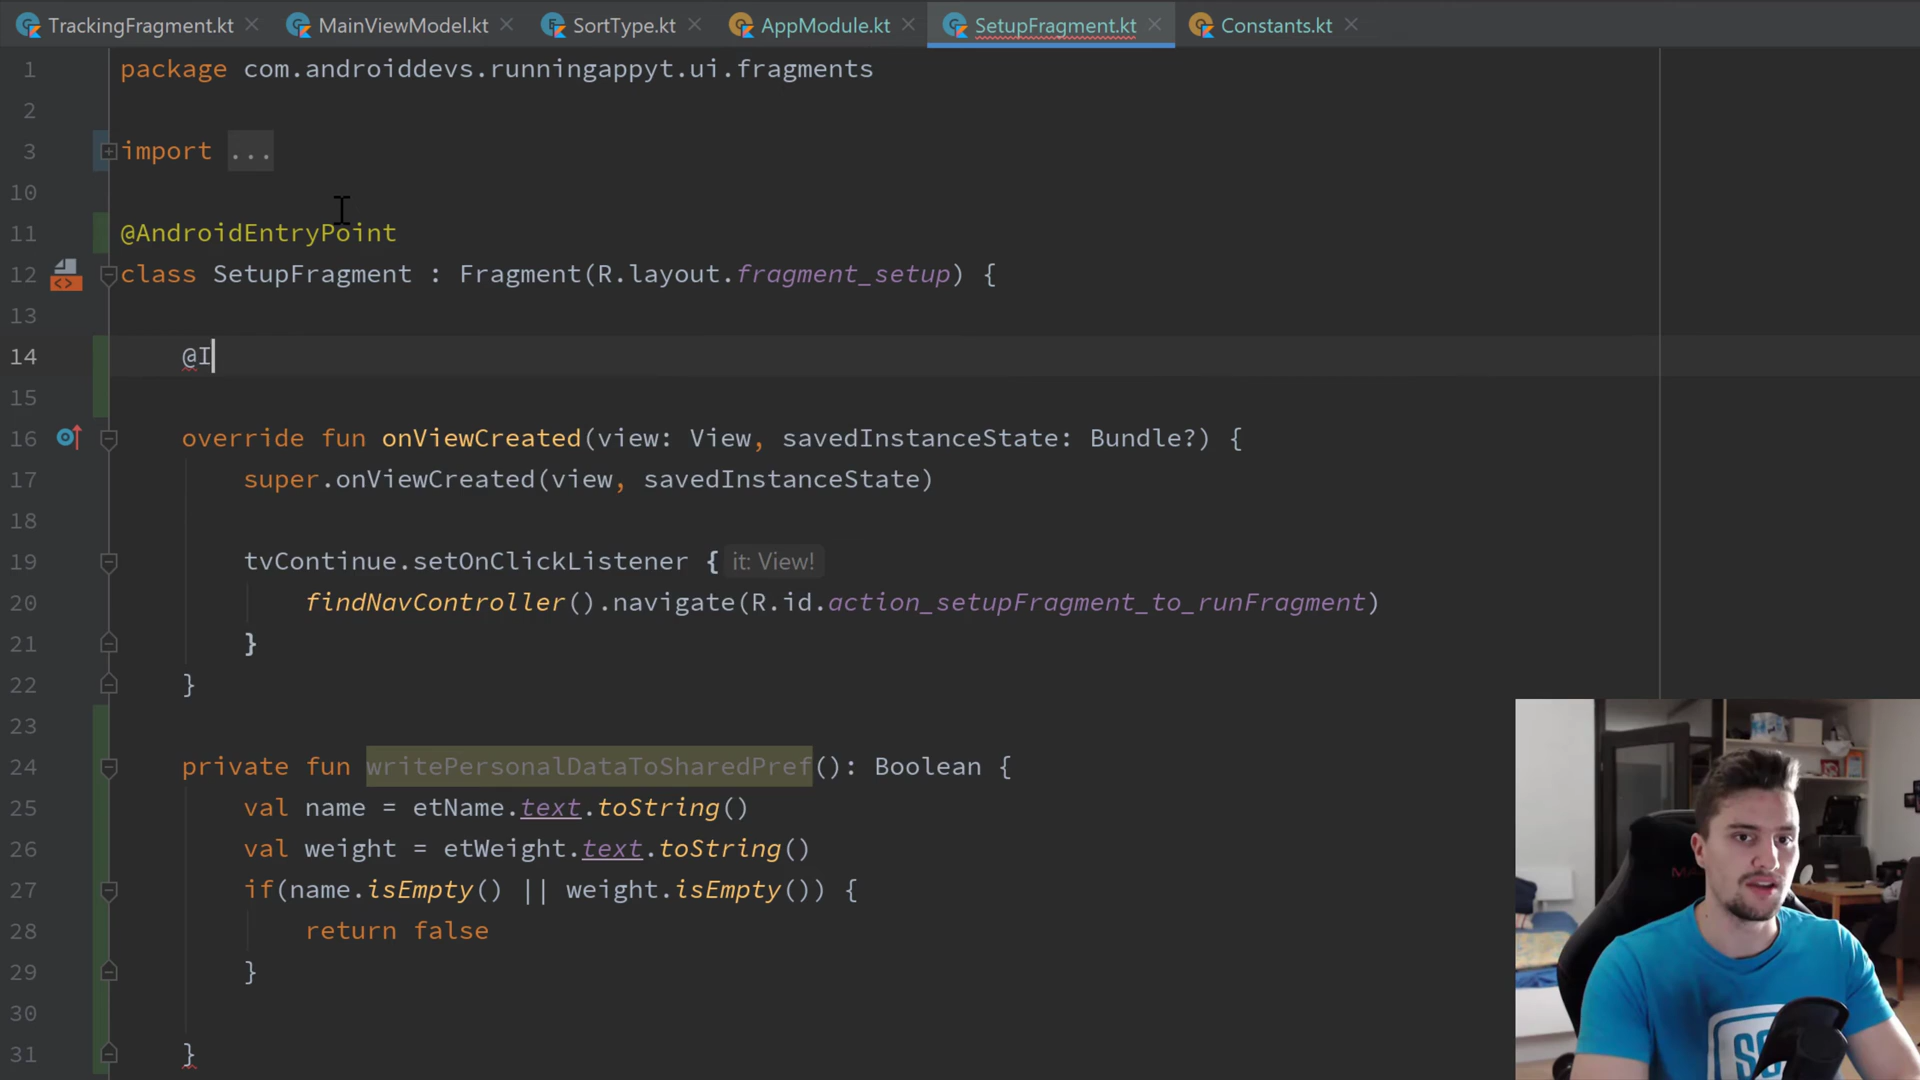 TrackingFragment.kt MainViewModel.kt SortType.kt AppModule.kt SetupFragment.kt Constants.kt
1 package com.androiddevs.runningappyt.ui.fragments
2
3 import ...
10
11 @AndroidEntryPoint
12 class SetupFragment : Fragment(R.layout.fragment_setup) {
13
14 @I
15
16 override fun onViewCreated(view: View, savedInstanceState: Bundle?) {
17 super.onViewCreated(view, savedInstanceState)
18
19 tvContinue.setOnClickListener { it: View!
20 findNavController().navigate(R.id.action_setupFragment_to_runFragment)
21 }
22 }
23
24 private fun writePersonalDataToSharedPref(): Boolean {
25 val name = etName.text.toString()
26 val weight = etWeight.text.toString()
27 if(name.isEmpty() || weight.isEmpty()) {
28 return false
29 }
30
31 }